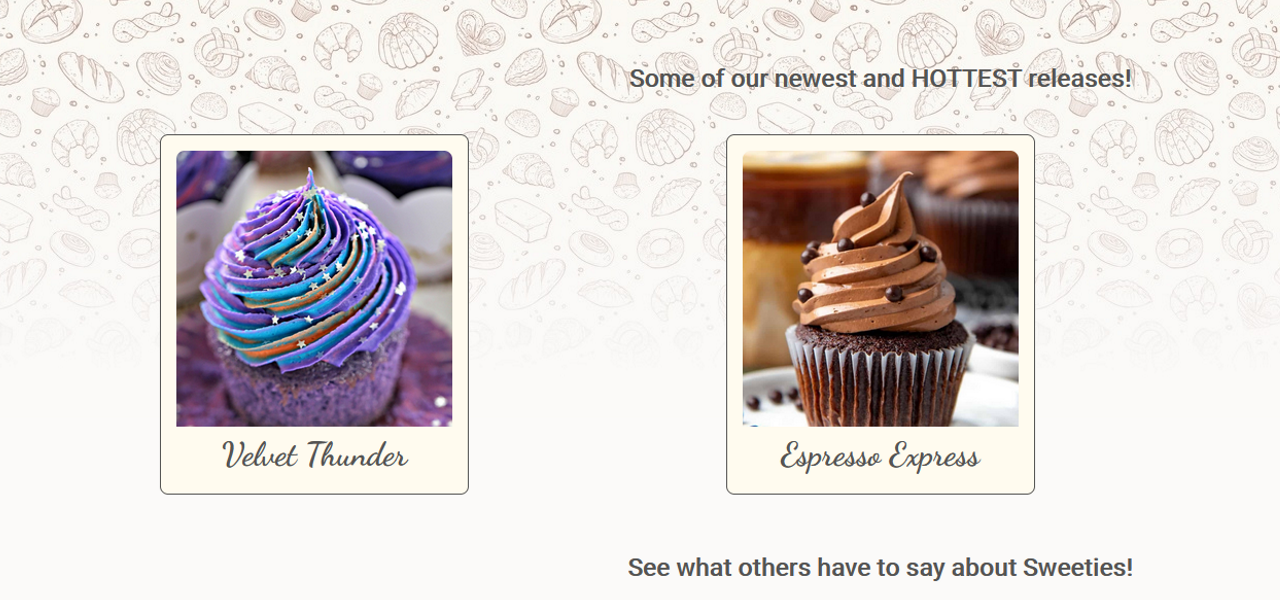 Some of our newest and HOTTEST releases!
Velvet Thunder
Espresso Express
See what others have to say about Sweeties!